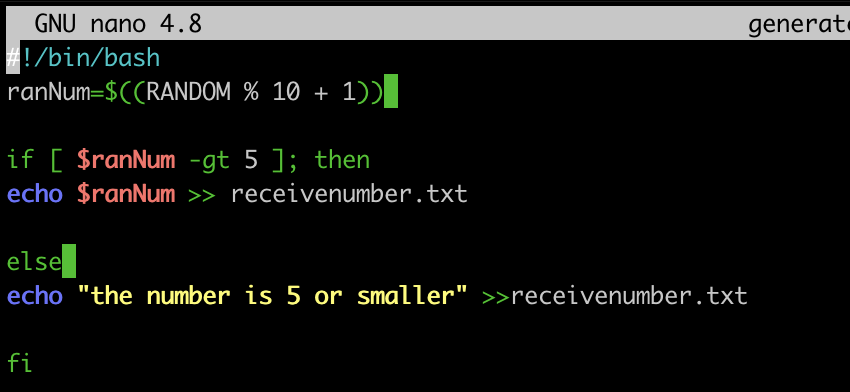 GNU nano 4.8 generate
#!/bin/bash
ranNum=$((RANDOM % 10 + 1))
if [ $ranNum -gt 5 ]; then
echo $ranNum >> receivenumber.txt
else
echo "the number is 5 or smaller" >>receivenumber.txt
fi